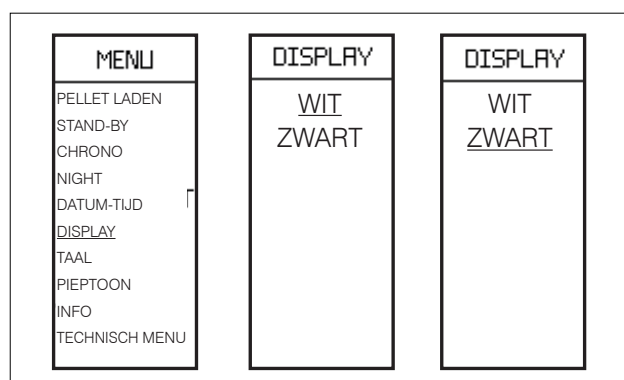 MENU
PELLET LADEN
STAND-BY
CHRONO
NIGHT
DATUM-TIJD
DISPLAY
TAAL
PIEPTOON
INFO
TECHNISCH MENU
DISPLAY
WIT
ZWART
DISPLAY
WIT
ZWART